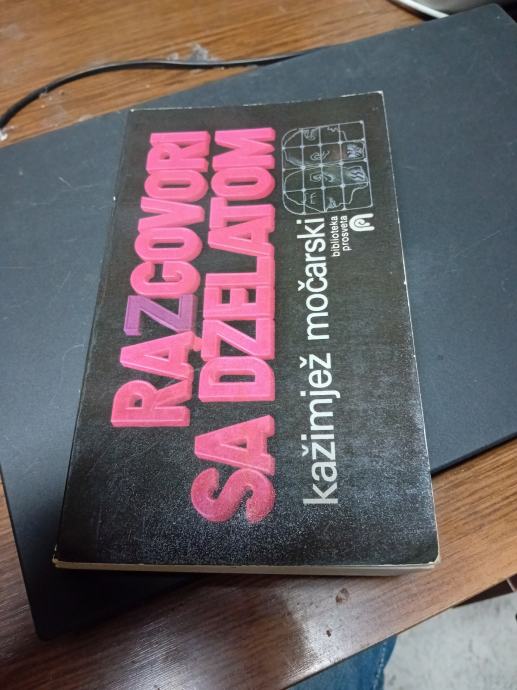 RAZGOVORI
SA DŽELATOM
kažimjež močarski
biblioteka
prosveta